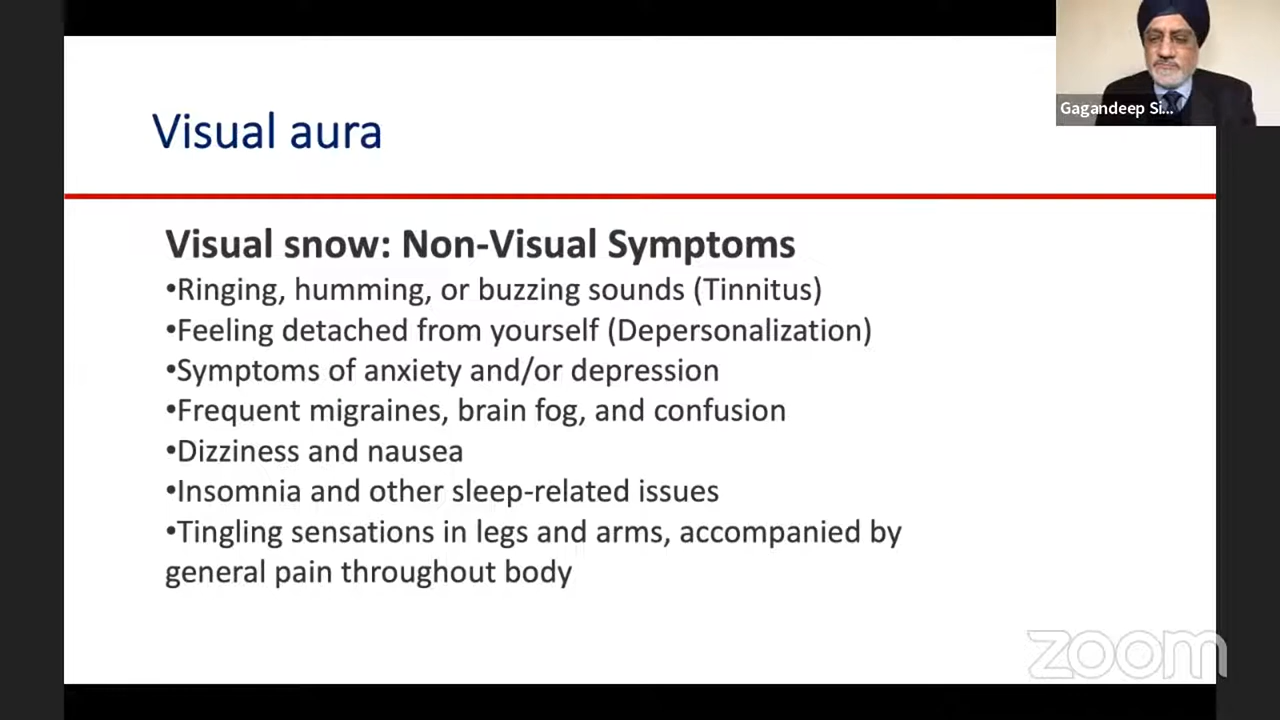 Visual aura
Gagandeep Si...
Visual snow: Non-Visual Symptoms
•Ringing, humming, or buzzing sounds (Tinnitus)
•Feeling detached from yourself (Depersonalization)
•Symptoms of anxiety and/or depression
•Frequent migraines, brain fog, and confusion
•Dizziness and nausea
•Insomnia and other sleep-related issues
•Tingling sensations in legs and arms, accompanied by
general pain throughout body
zoom